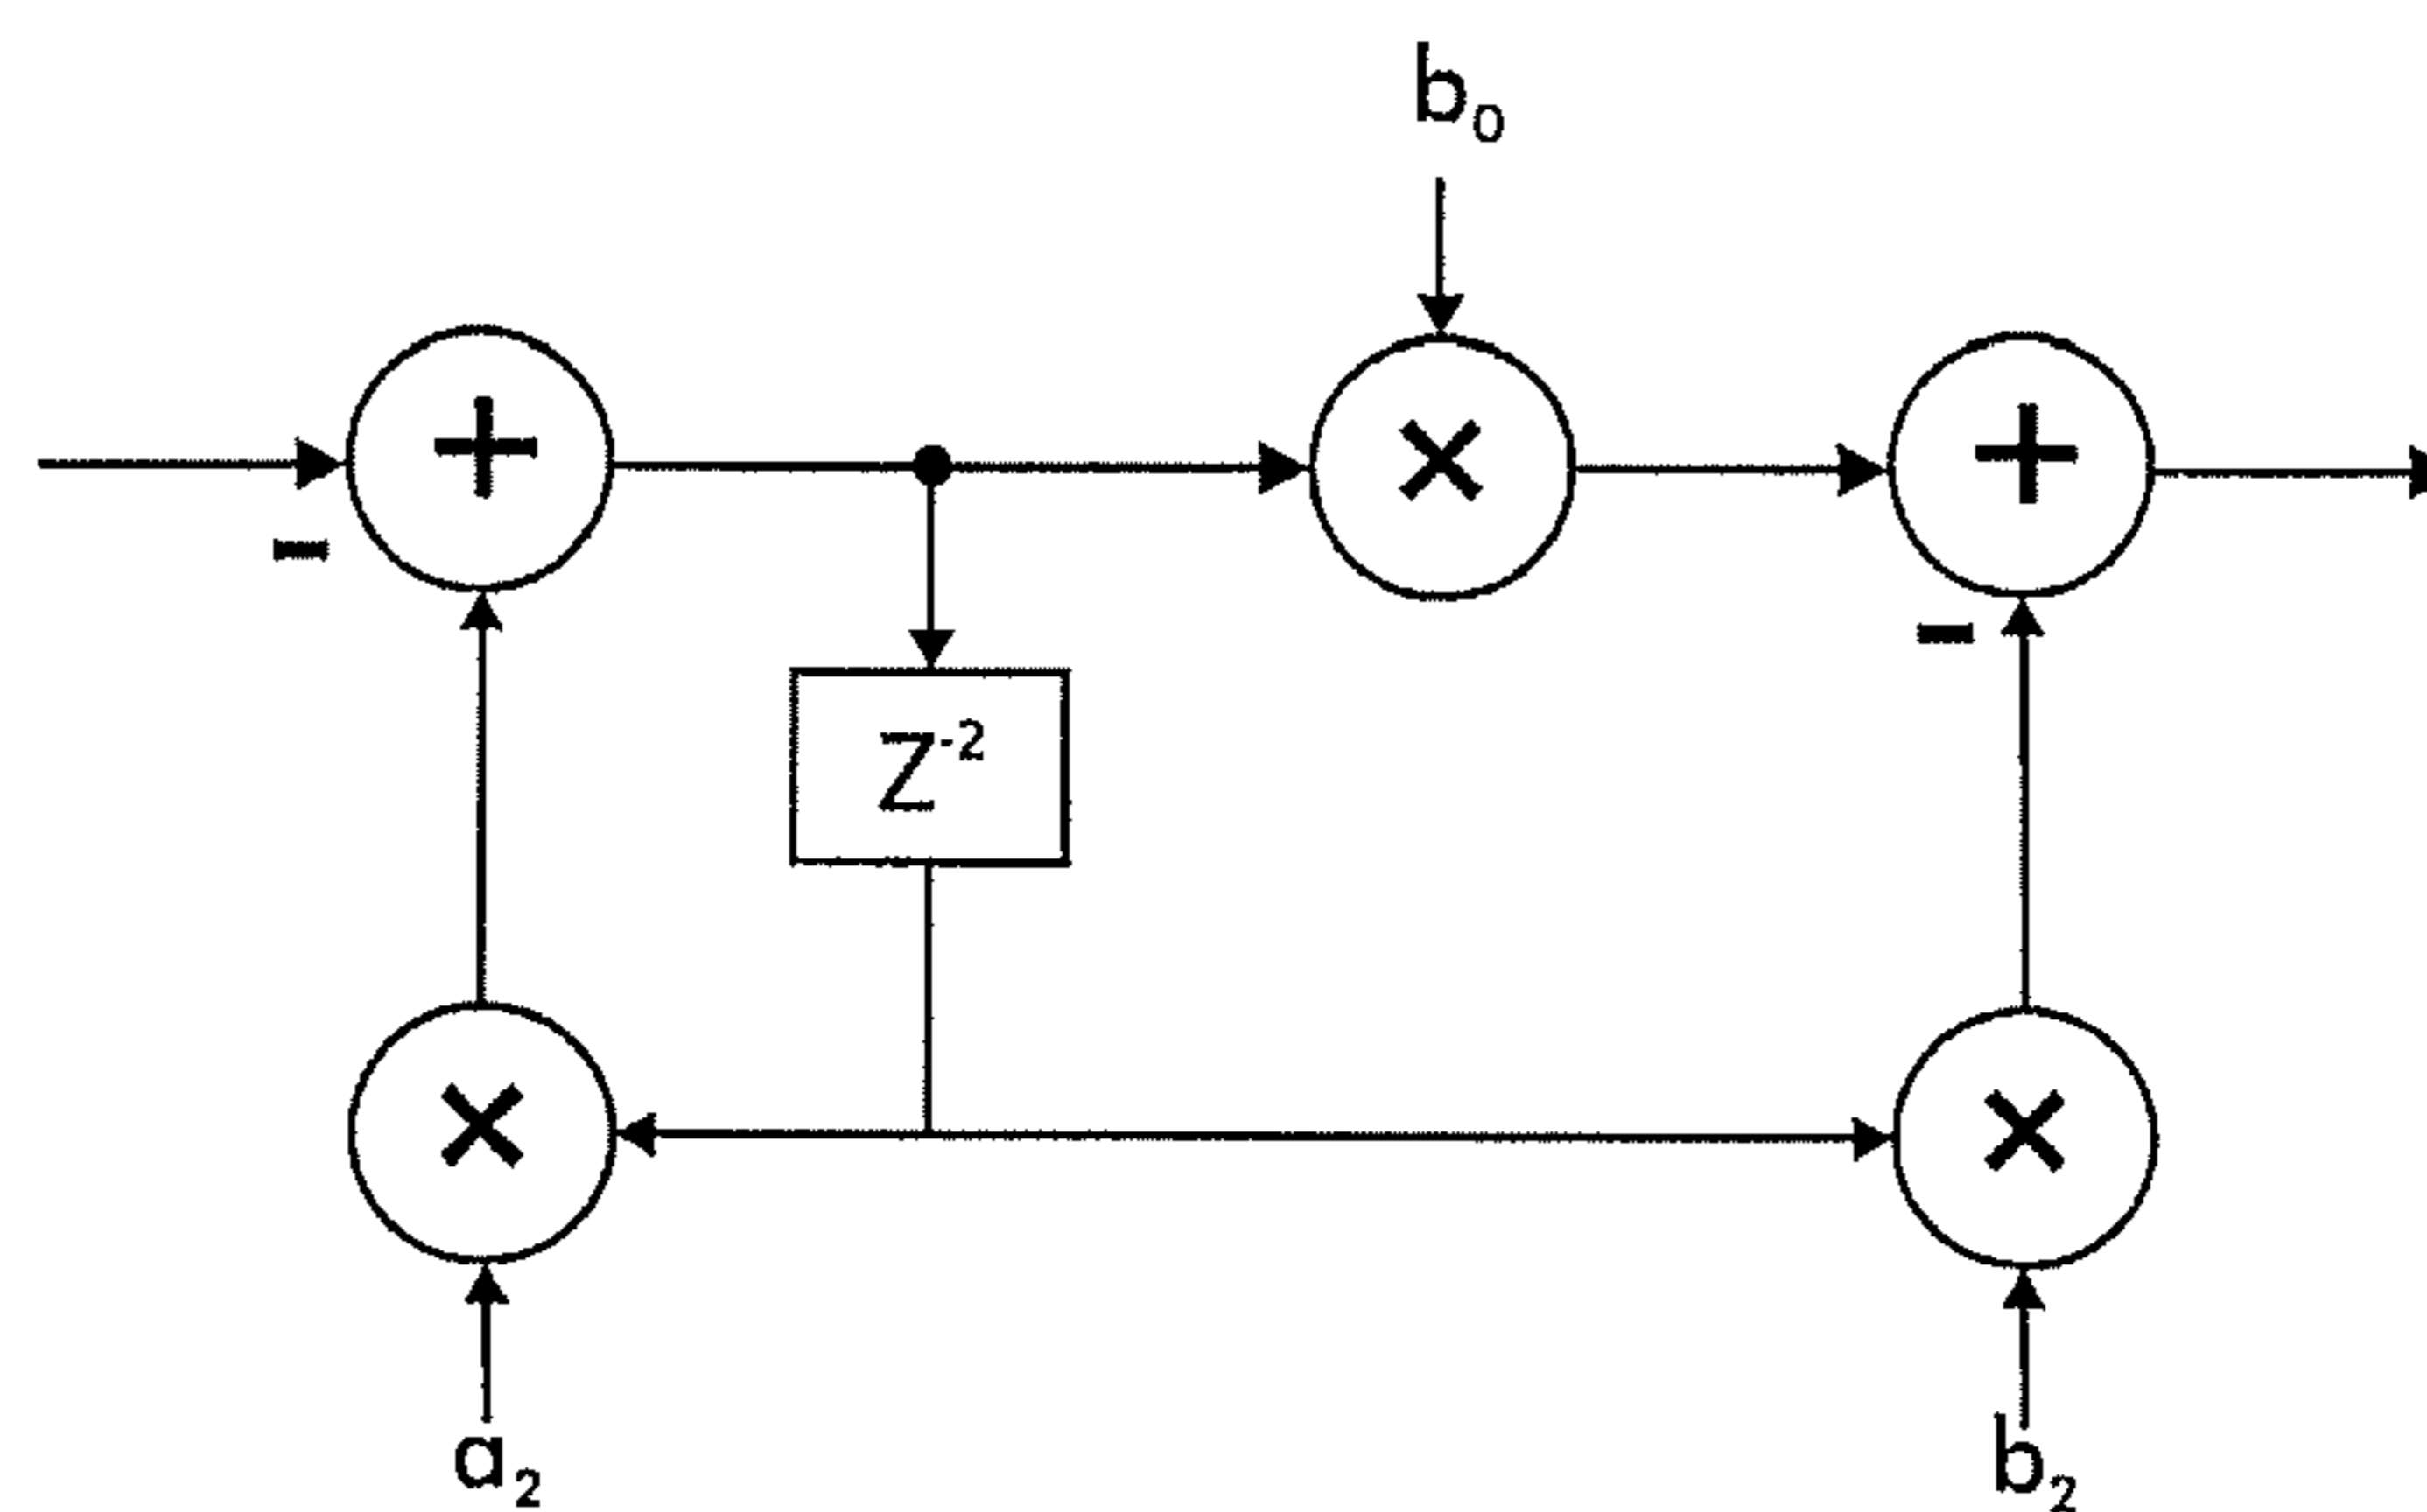 b₀
+
×
+
-
-
Z⁻²
×
×
a₂
b₂